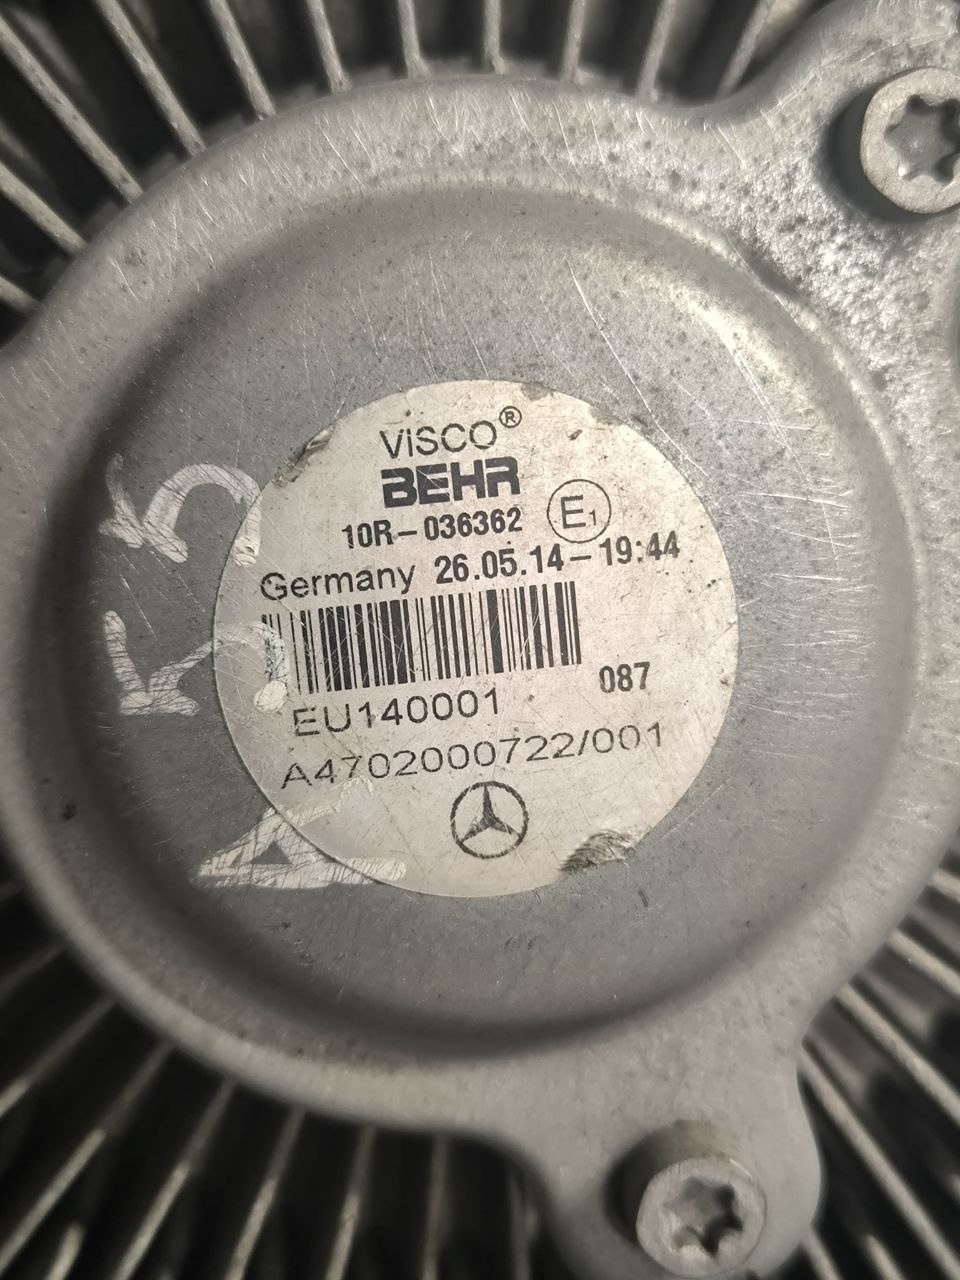 VISCO®
BEHR
10R-036362 E1
Germany 26.05.14-19:44
087
EU140001
A4702000722/001